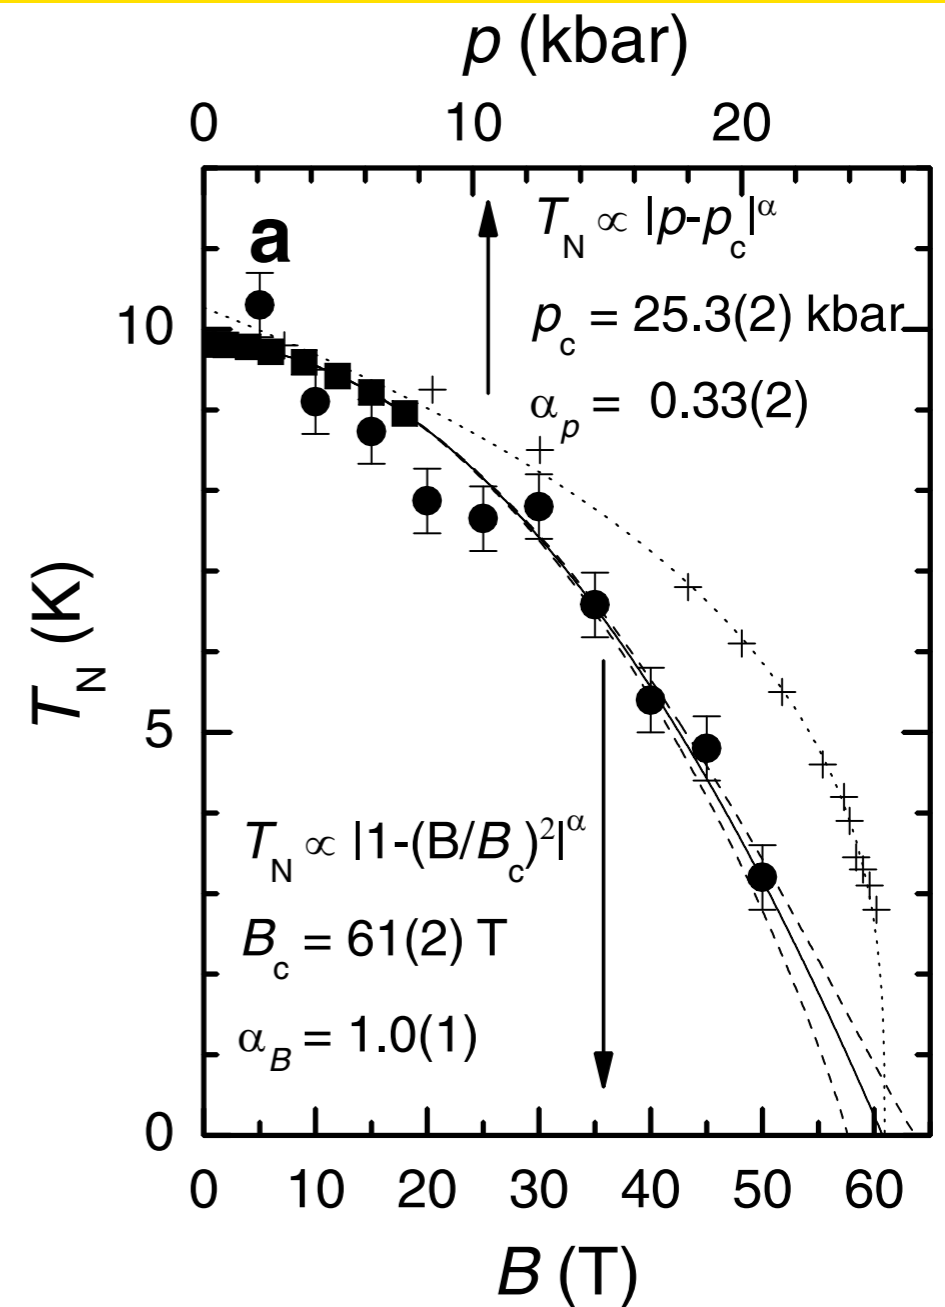 p (kbar)
0 10 20
a
T_N ∝ |p-p_c|^α
p_c = 25.3(2) kbar
α_p = 0.33(2)
10
T_N (K)
5
T_N ∝ |1-(B/B_c)^2|^α
B_c = 61(2) T
α_B = 1.0(1)
0
0 10 20 30 40 50 60
B (T)